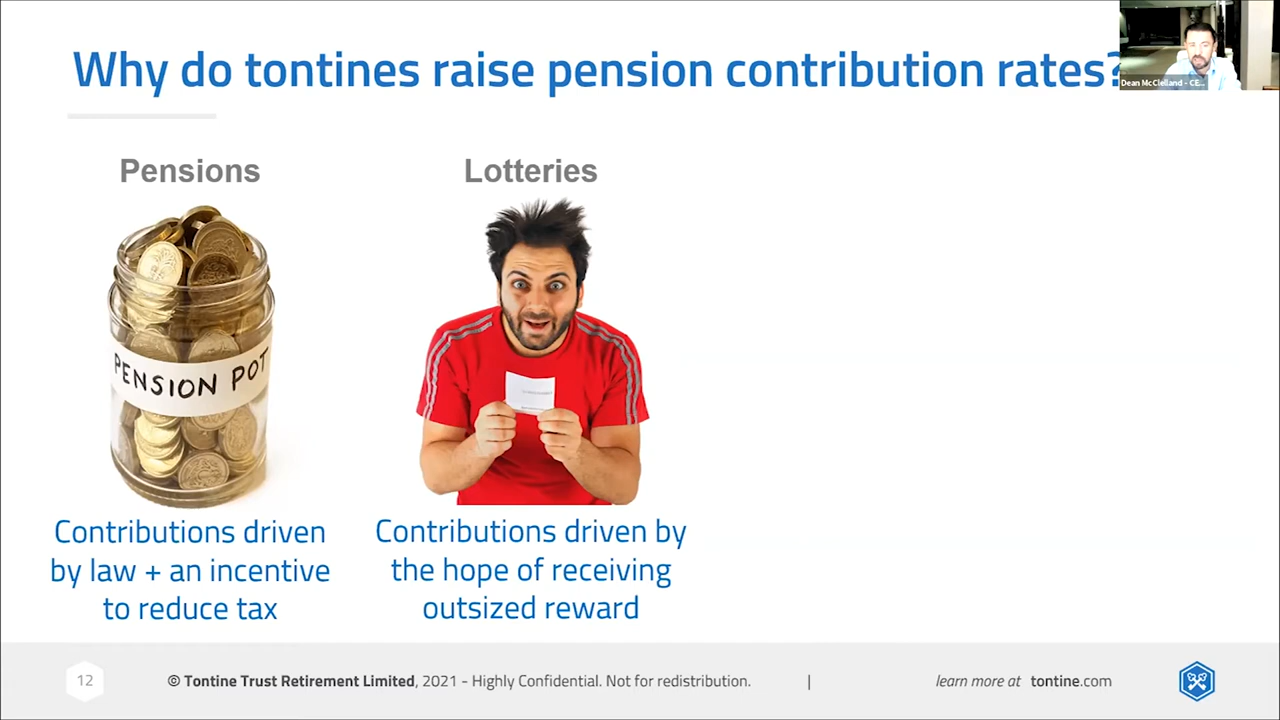 Why do tontines raise pension contribution rates?
Dean McClelland - CE...
Pensions
Lotteries
PENSION POT
Contributions driven
by law + an incentive
to reduce tax
Contributions driven by
the hope of receiving
outsized reward
12
© Tontine Trust Retirement Limited, 2021 - Highly Confidential. Not for redistribution.
|
learn more at tontine.com